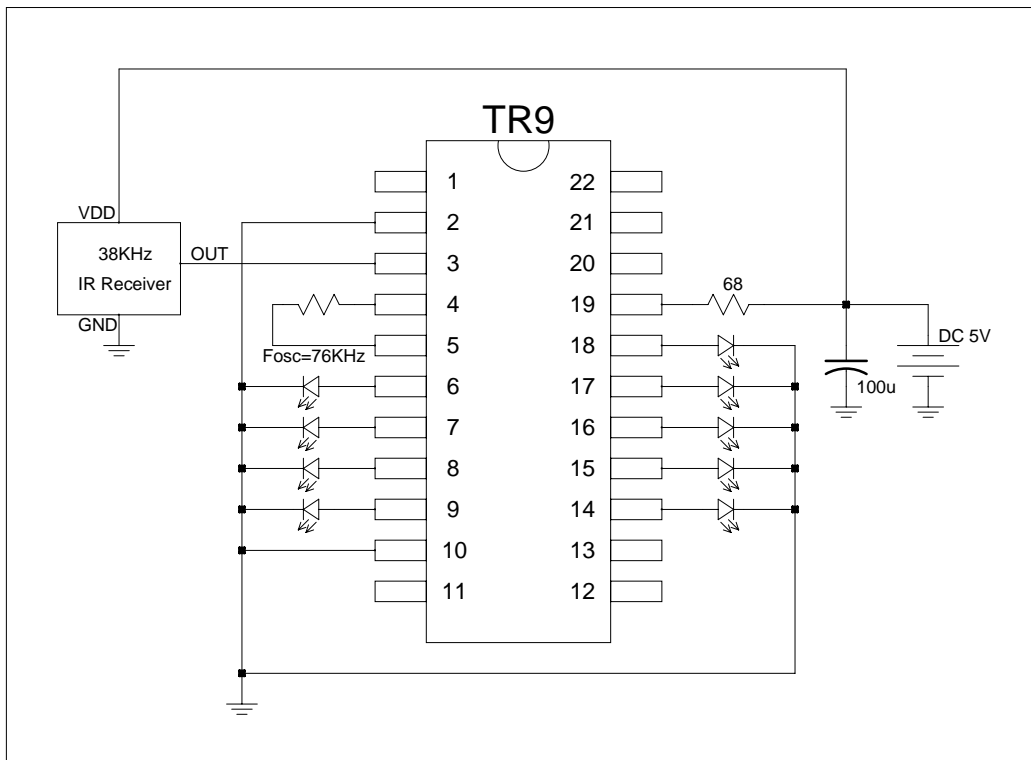 TR9
1 22
VDD
2 21
38KHz
OUT
3 20
IR Receiver
68
4 19
GND
DC 5V
5 18
Fosc=76KHz
6 17
100u
7 16
8 15
9 14
10 13
11 12